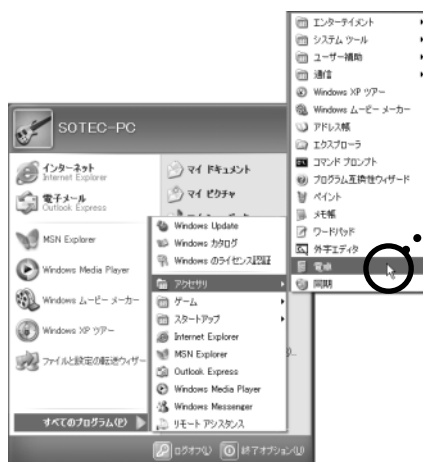 SOTEC-PC
インターネット
Internet Explorer
電子メール
Outlook Express
MSN Explorer
Windows Media Player
Windows ムービー メーカー
Windows XP ツアー
ファイルと設定の転送ウィザー
すべてのプログラム(P)
マイ ドキュメント
マイ ピクチャ
Windows Update
Windows カタログ
Windows のライセンス認証
アクセサリ
ゲーム
スタートアップ
Internet Explorer
MSN Explorer
Outlook Express
Windows Media Player
Windows Messenger
リモート アシスタンス
エンターテイメント
システム ツール
ユーザー補助
通信
Windows XP ツアー
Windows ムービー メーカー
アドレス帳
エクスプローラ
コマンド プロンプト
プログラム互換性ウィザード
ペイント
メモ帳
ワードパッド
外字エディタ
電卓
同期
ログオフ(L)
終了オプション(U)